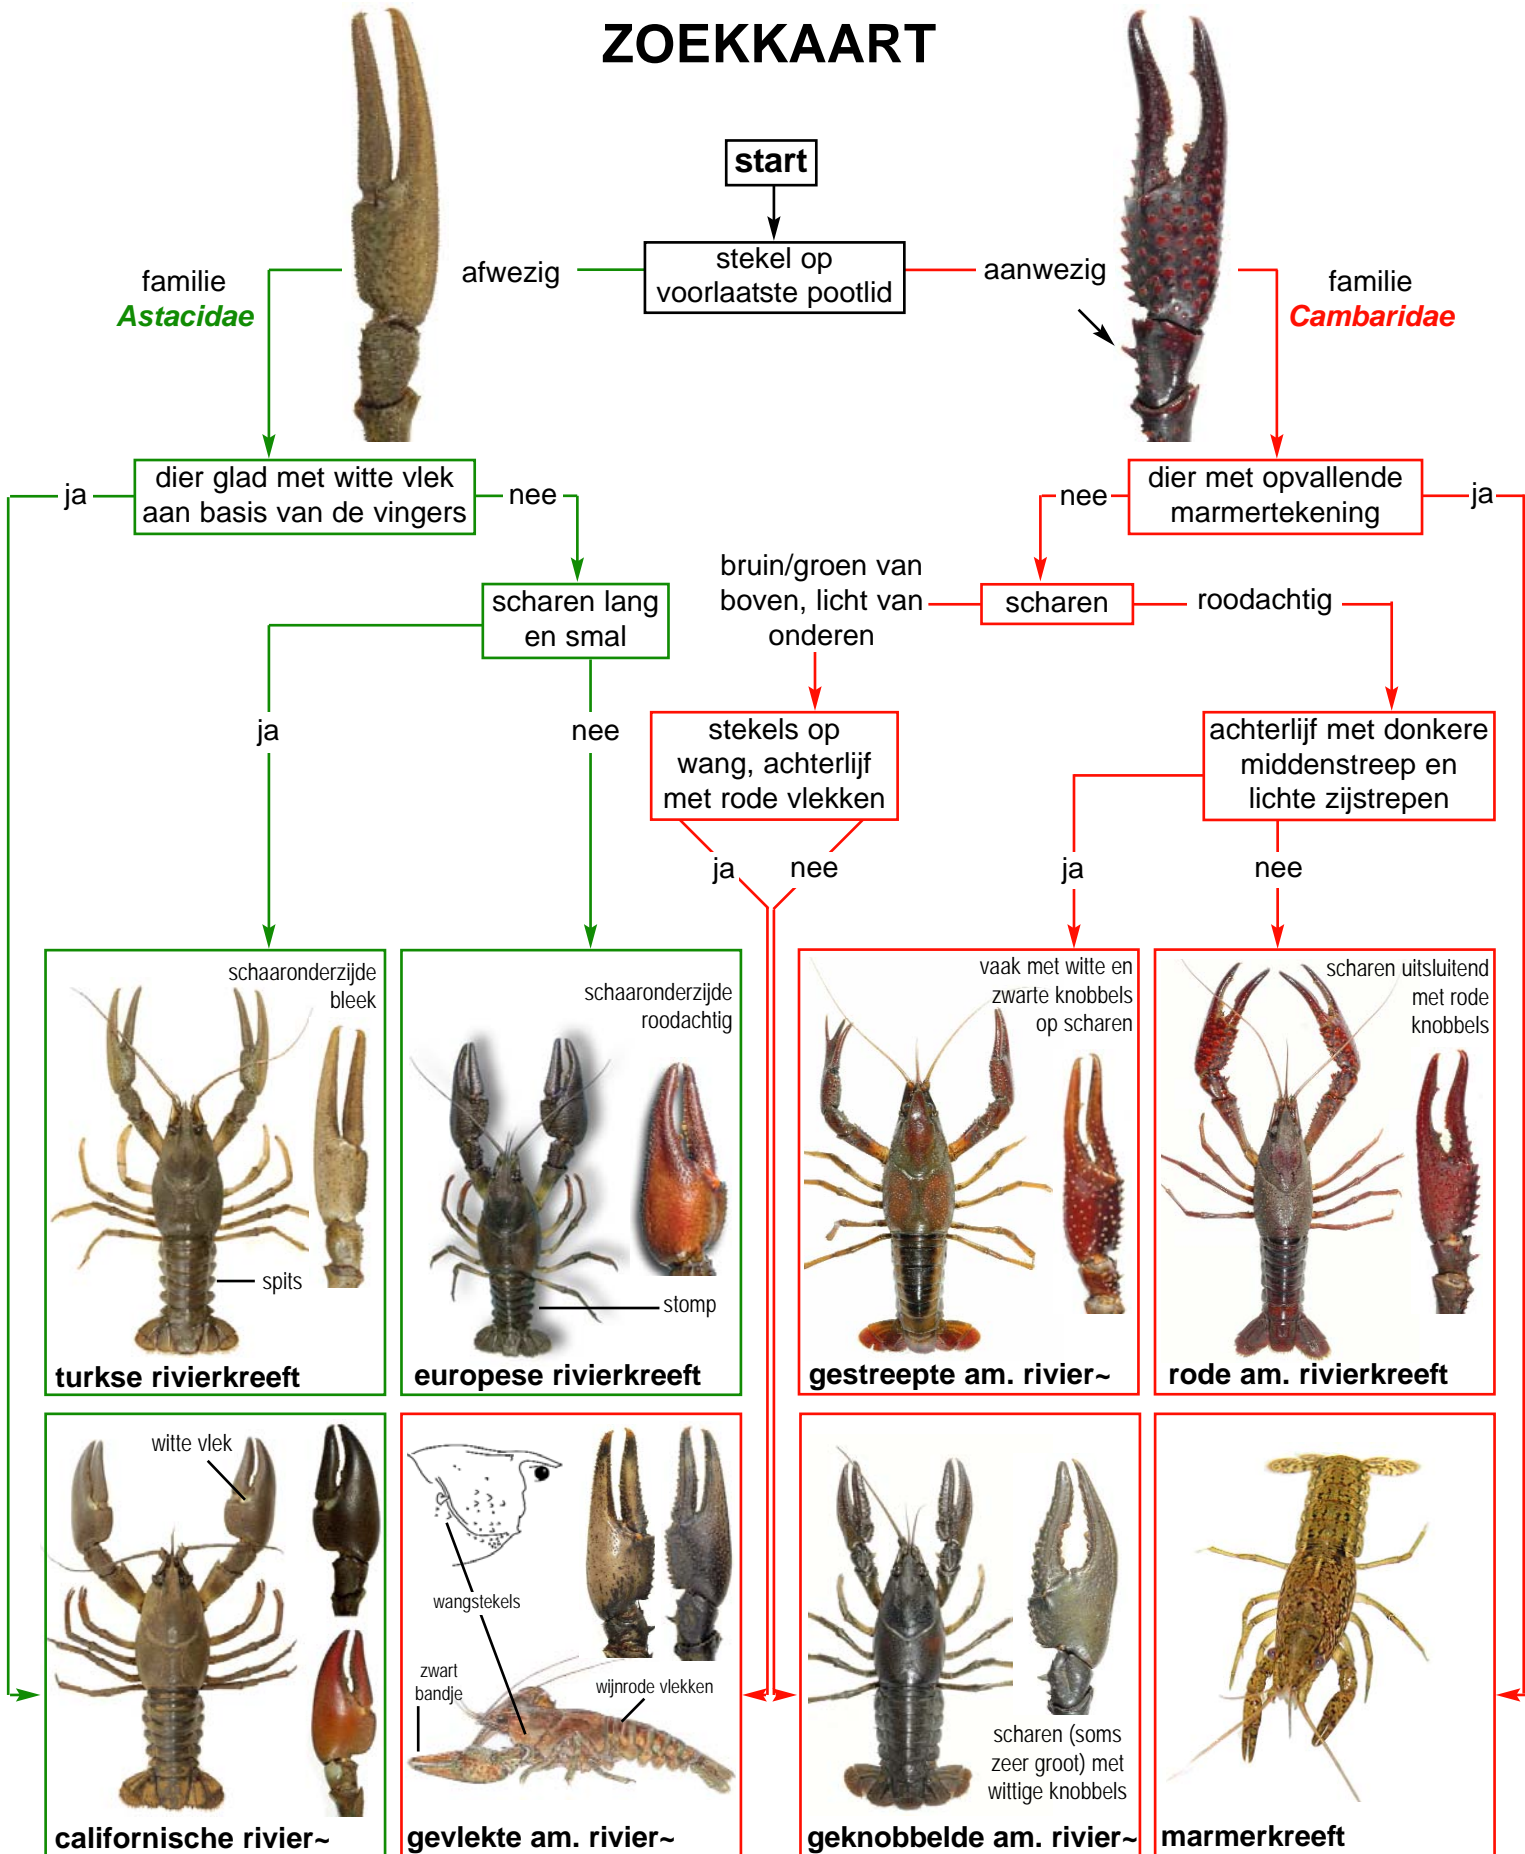 ZOEKKAART
start
stekel op
voorlaatste pootlid
afwezig
aanwezig
familie
Astacidae
familie
Cambaridae
dier glad met witte vlek
aan basis van de vingers
ja
nee
dier met opvallende
marmertekening
nee
ja
scharen lang
en smal
bruin/groen van
boven, licht van
onderen
scharen
roodachtig
ja
nee
stekels op
wang, achterlijf
met rode vlekken
achterlijf met donkere
middenstreep en
lichte zijstrepen
ja
nee
ja
nee
schaaronderzijde
bleek
spits
turkse rivierkreeft
schaaronderzijde
roodachtig
stomp
europese rivierkreeft
vaak met witte en
zwarte knobbels
op scharen
gestreepte am. rivier~
scharen uitsluitend
met rode
knobbels
rode am. rivierkreeft
witte vlek
californische rivier~
wangstekels
zwart
bandje
wijnrode vlekken
gevlekte am. rivier~
scharen (soms
zeer groot) met
wittige knobbels
geknobbelde am. rivier~
marmerkreeft